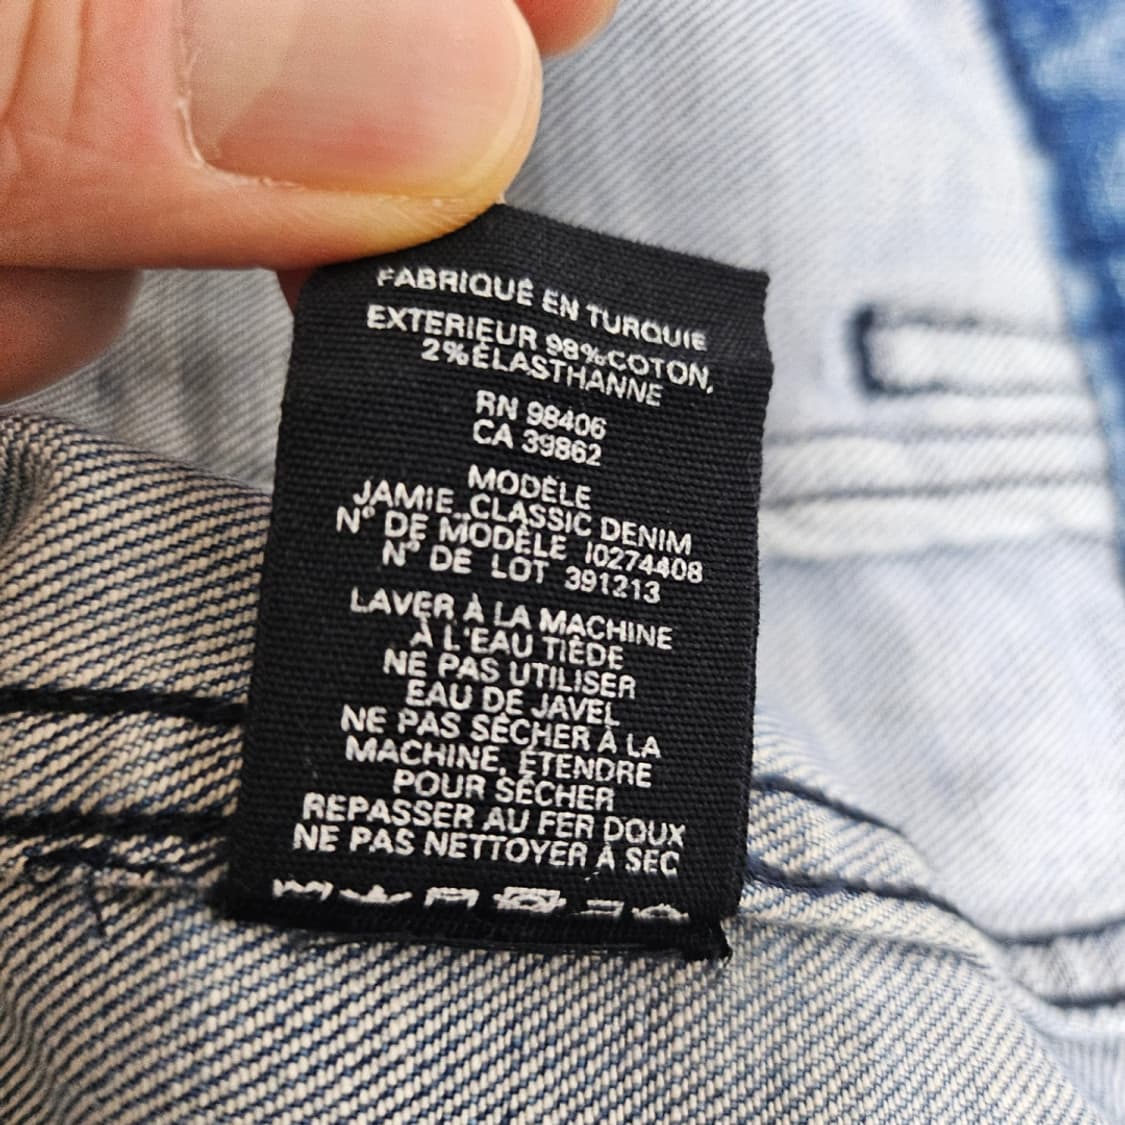 FABRIQUÉ EN TURQUIE
EXTERIEUR 98%COTON,
2%ÉLASTHANNE
RN 98406
CA 39862
MODÈLE
JAMIE_CLASSIC DENIM
N° DE MODÈLE 10274408
N° DE LOT 391213
LAVER À LA MACHINE
À L'EAU TIÈDE
NE PAS UTILISER
EAU DE JAVEL
NE PAS SÉCHER À LA
MACHINE, ÉTENDRE
POUR SÉCHER
REPASSER AU FER DOUX
NE PAS NETTOYER À SEC